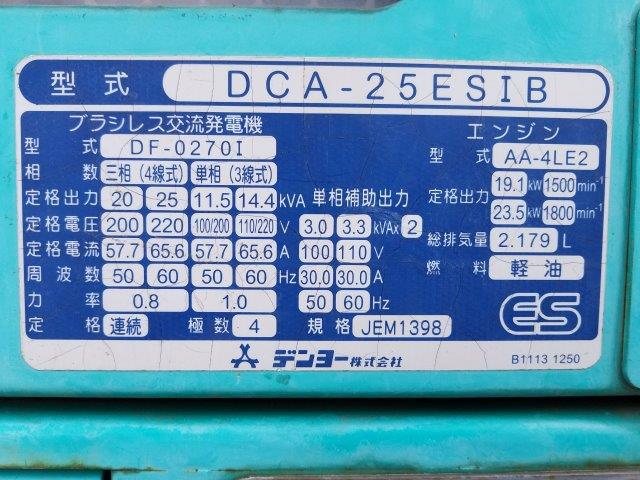 型式 DCA-25ESIB
ブラシレス交流発電機
型式 DF-0270I
相数 三相(4線式) 単相(3線式)
定格出力 20 25 11.5 14.4 kVA
定格電圧 200 220 100/200 110/220 V
定格電流 57.7 65.6 57.7 65.6 A
周波数 50 60 50 60 Hz
力率 0.8 1.0
定格 連続 極数 4 規格 JEM1398
単相補助出力
3.0 3.3 kVAx 2
100 110 V
30.0 30.0 A
50 60 Hz
エンジン
型式 AA-4LE2
定格出力 19.1 kW 1500 min-1
23.5 kW 1800 min-1
総排気量 2.179 L
燃料 軽油
ES
デンヨー株式会社
B1113 1250